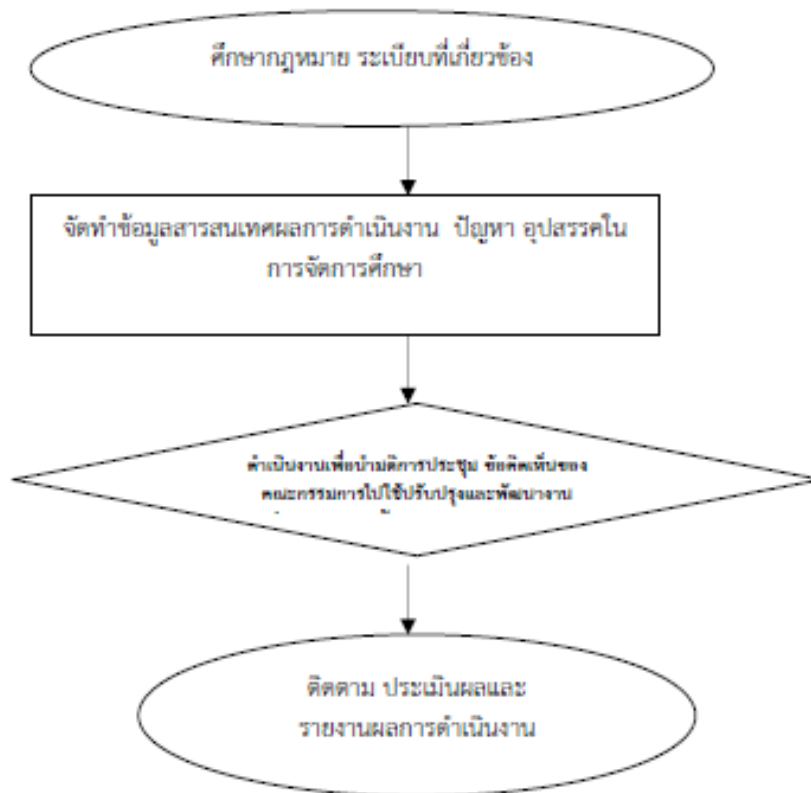 ศึกษากฎหมาย ระเบียบที่เกี่ยวข้อง
จัดทำข้อมูลสารสนเทศผลการดำเนินงาน ปัญหา อุปสรรคใน
การจัดการศึกษา
ดำเนินงานเพื่อนำมติการประชุม ข้อคิดเห็นของ
คณะกรรมการไปใช้ปรับปรุงและพัฒนางาน
ติดตาม ประเมินผลและ
รายงานผลการดำเนินงาน